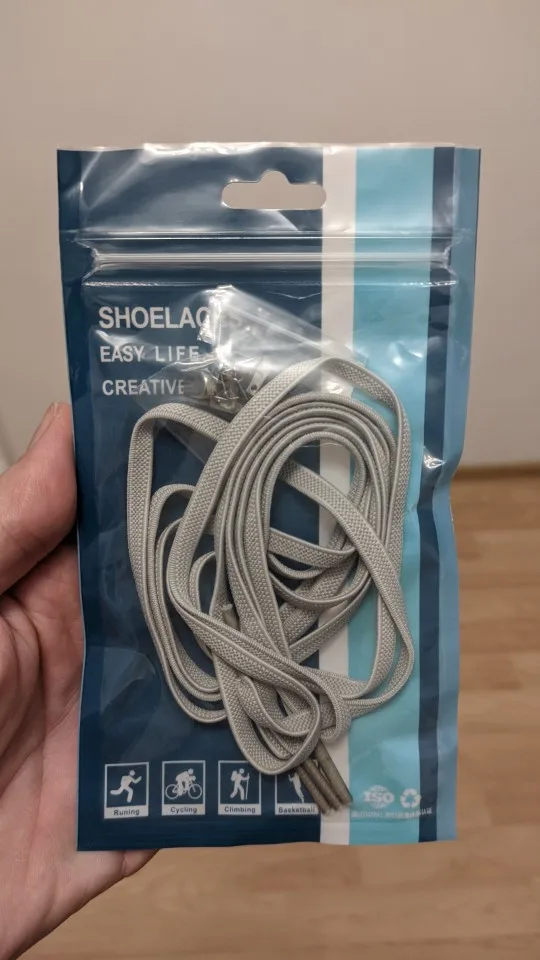 SHOELAC
EASY LIFE
CREATIVE
Runing
Cycling
Climbing
Basketball
ISO